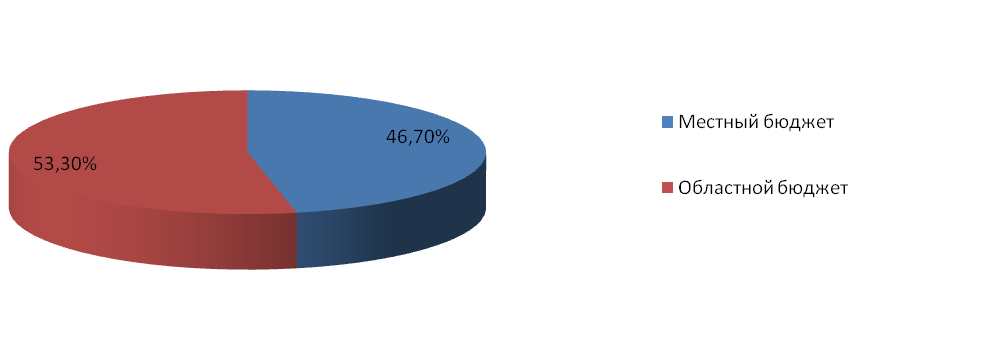 46,70%
53,30%
Местный бюджет
Областной бюджет